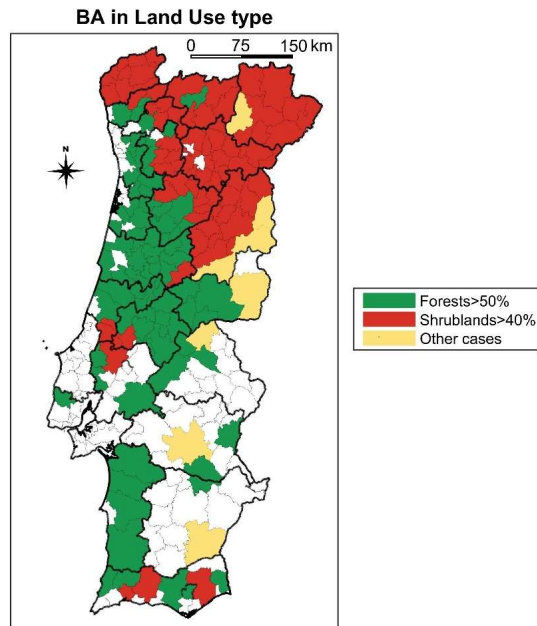 BA in Land Use type
0 75 150 km
N
Forests>50%
Shrublands>40%
Other cases